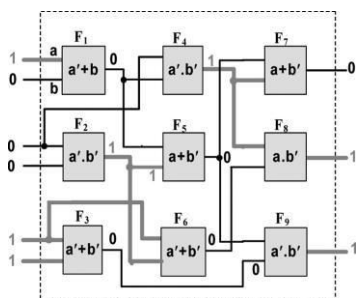 F1 F4 F7
1 a a'+b 0 a'.b' 1 a+b' 0
0 b
0 F2 F5 F8
0 a'.b' 1 a+b' 0 a.b' 1
1
F3 F6 F9
1 a'+b' 0 a'+b' 0 a'.b' 1
1 0